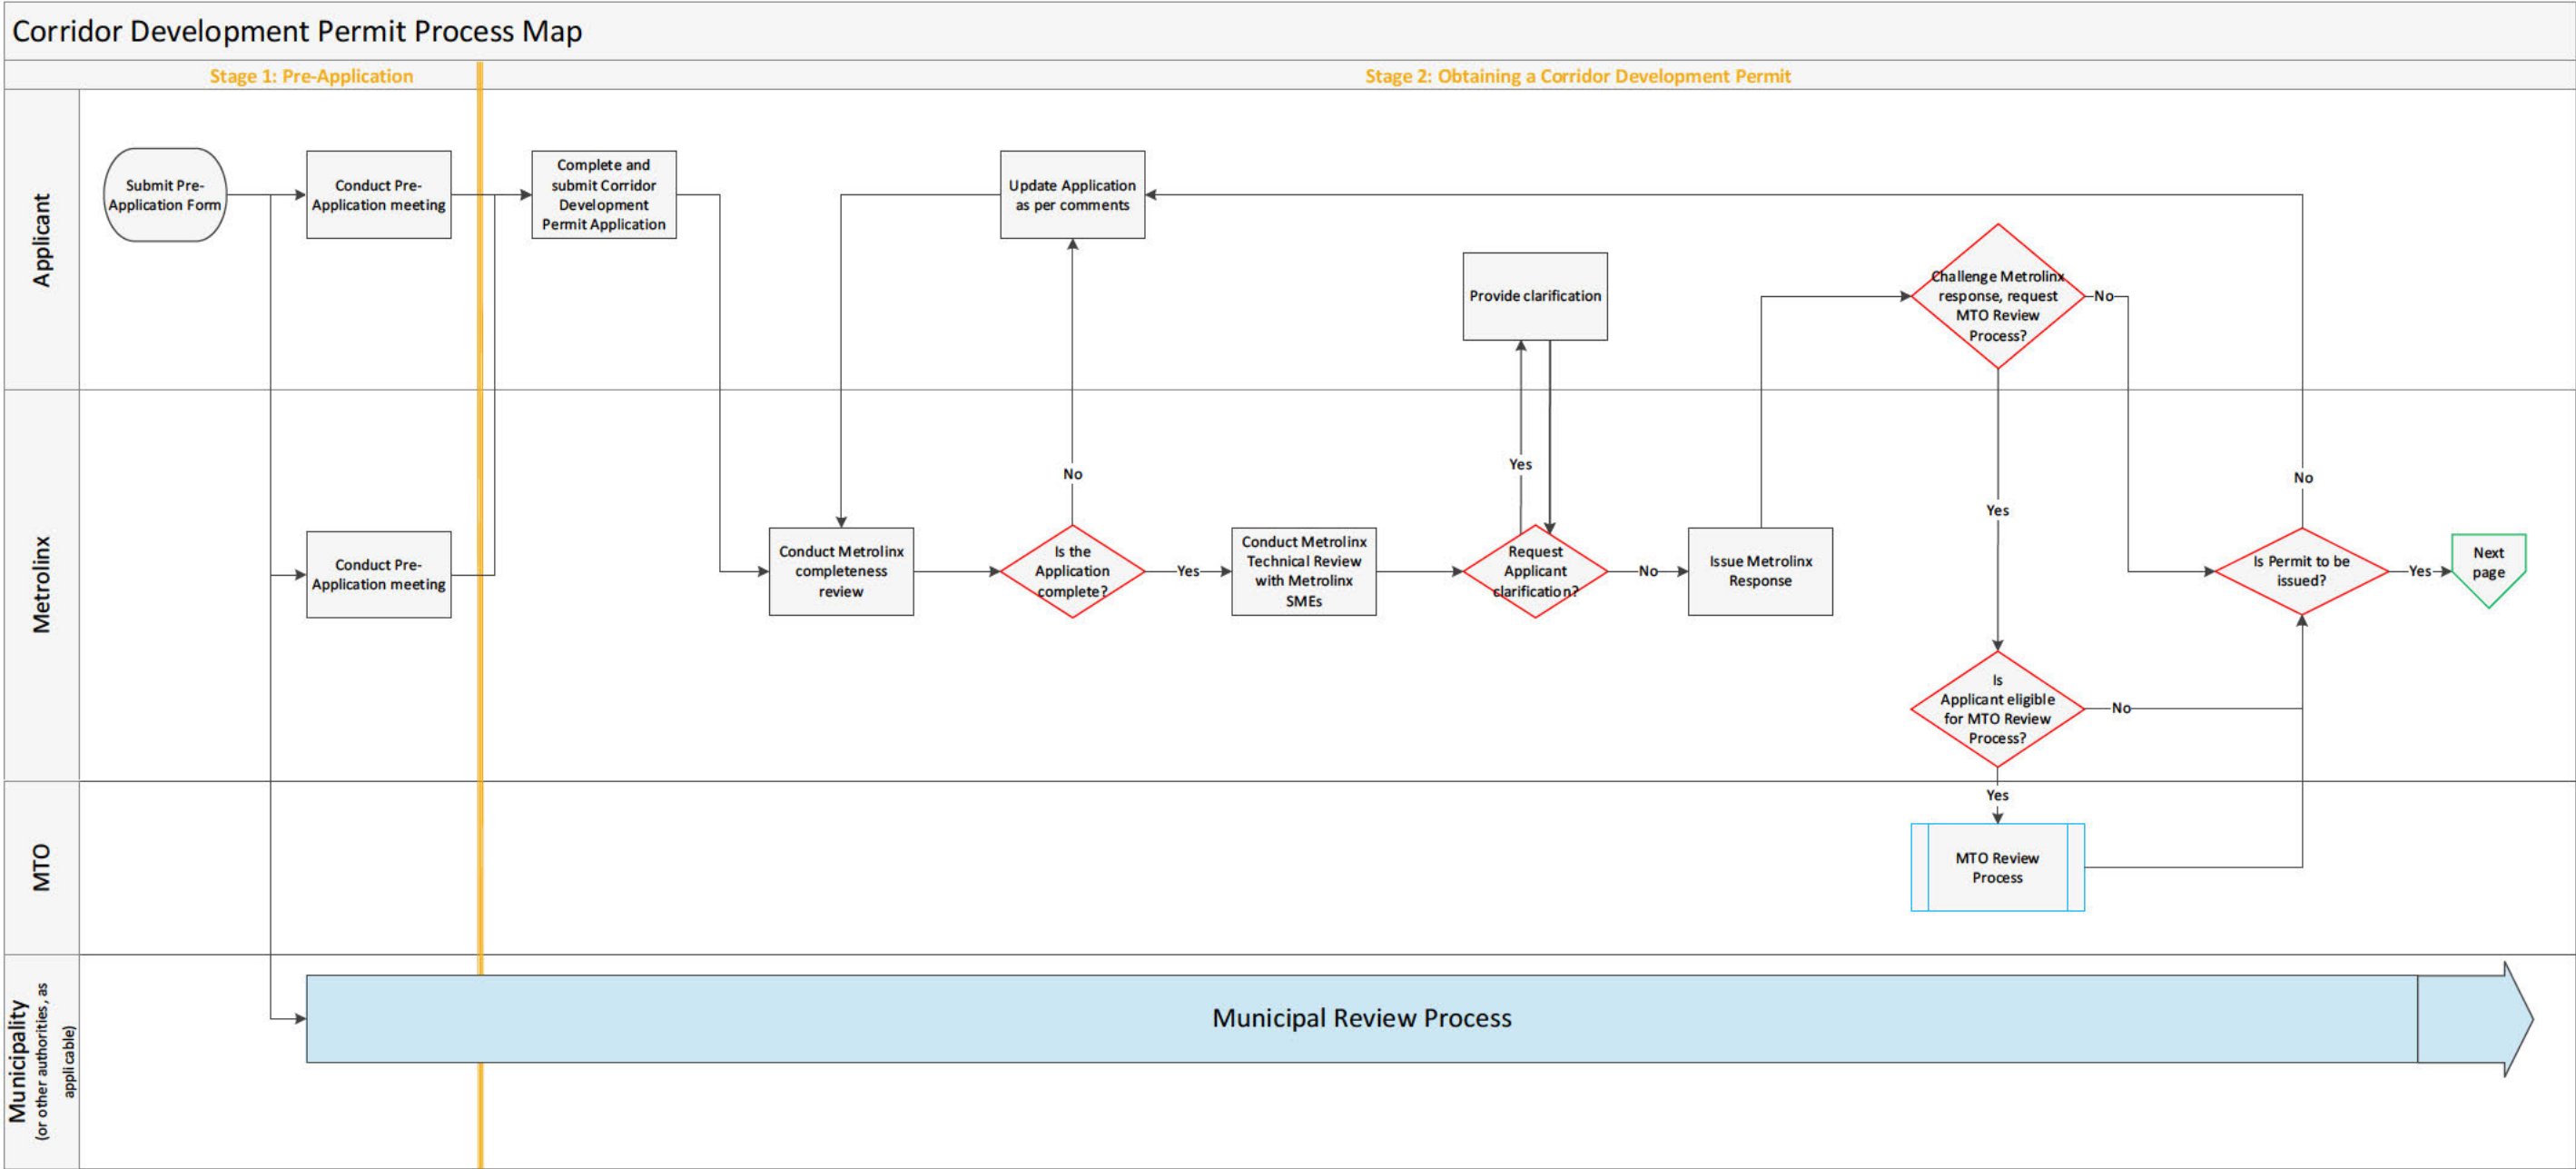 Corridor Development Permit Process Map
Stage 1: Pre-Application
Stage 2: Obtaining a Corridor Development Permit
Applicant
Submit Pre-
Application Form
Conduct Pre-
Application meeting
Complete and
submit Corridor
Development
Permit Application
Update Application
as per comments
Provide clarification
Challenge Metrolinx
response, request
MTO Review
Process?
No
Yes
No
Yes
Yes
No
Metrolinx
Conduct Pre-
Application meeting
Conduct Metrolinx
completeness
review
Is the
Application
complete?
Yes
Conduct Metrolinx
Technical Review
with Metrolinx
SMEs
Request
Applicant
clarification?
No
Issue Metrolinx
Response
Is Permit to be
issued?
Yes
Next
page
Is
Applicant eligible
for MTO Review
Process?
No
MTO
Yes
MTO Review
Process
Municipality
(or other authorities, as
applicable)
Municipal Review Process